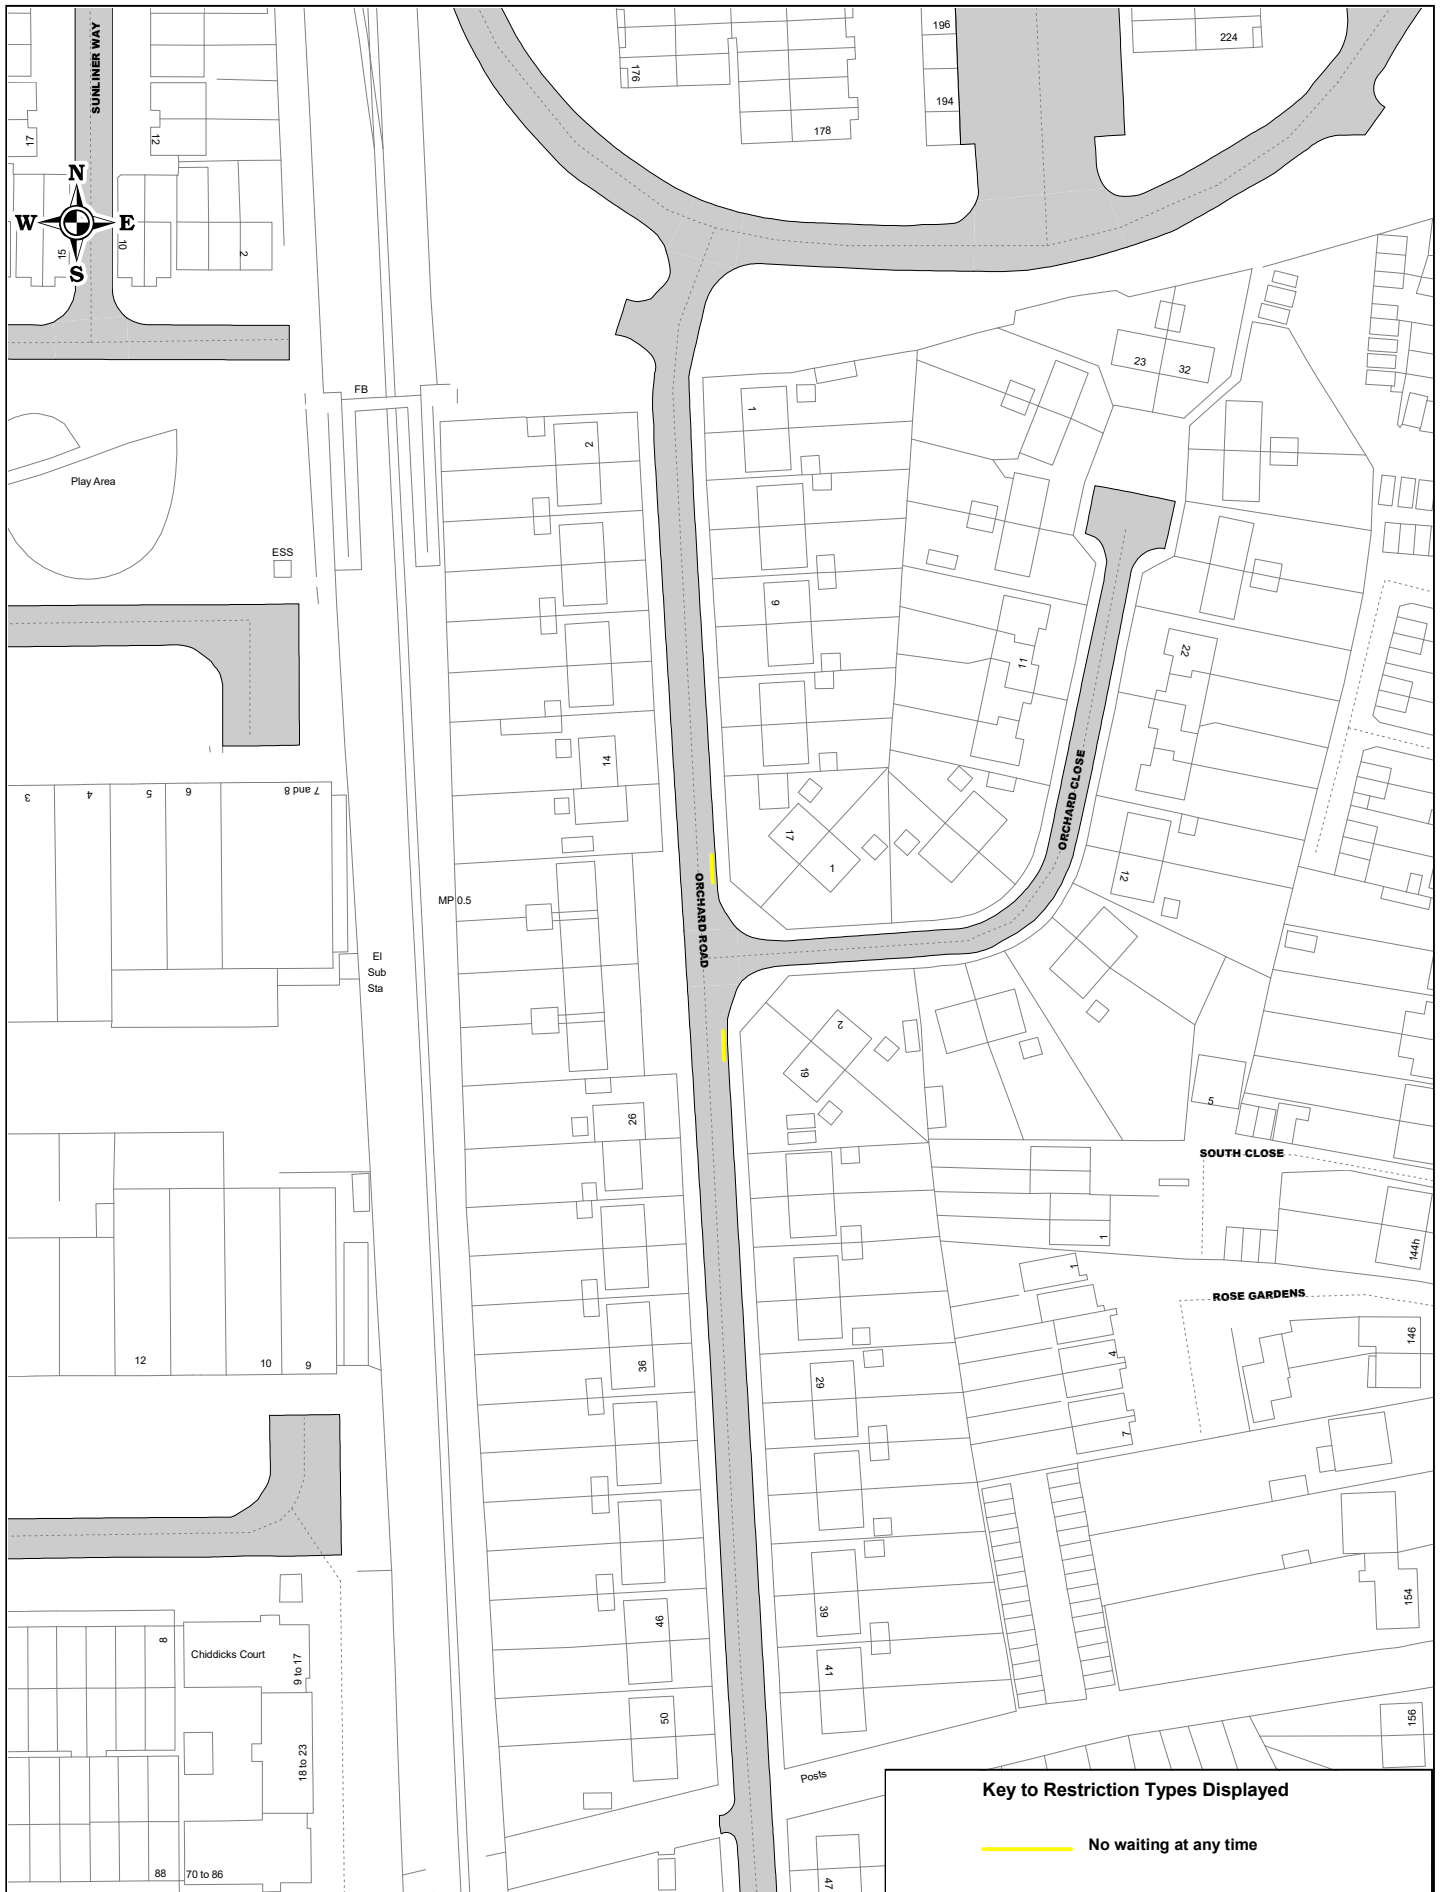 SUNLINER WAY
17
12
N
W
E
S
15
10
2
176
178
196
194
224
FB
Play Area
ESS
2
1
9
14
17
1
23
32
11
22
12
ORCHARD CLOSE
ORCHARD ROAD
MP 0.5
El
Sub
Sta
3
4
5
6
7 and 8
2
19
26
5
SOUTH CLOSE
1
144h
ROSE GARDENS
1
4
7
146
12
10
9
36
29
39
41
46
50
154
156
8
Chiddicks Court
9 to 17
18 to 23
88
70 to 86
Posts
47
Key to Restriction Types Displayed
No waiting at any time